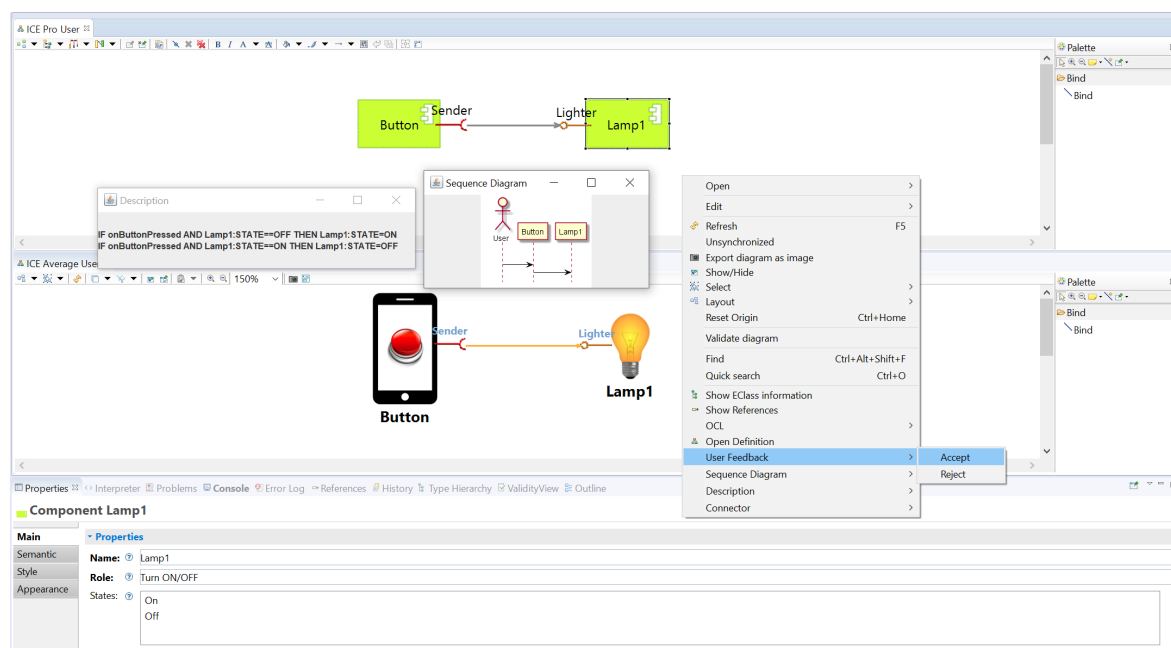 ICE Pro User
B I A
Palette
Bind
Bind
Sender
Lighter
Button
Lamp1
Description
IF onButtonPressed AND Lamp1:STATE==OFF THEN Lamp1:STATE=ON
IF onButtonPressed AND Lamp1:STATE==ON THEN Lamp1:STATE=OFF
Sequence Diagram
User
Button
Lamp1
ICE Average Use
150%
Palette
Bind
Bind
Sender
Lighter
Lamp1
Button
Open
Edit
Refresh F5
Unsynchronized
Export diagram as image
Show/Hide
Select
Layout
Reset Origin Ctrl+Home
Validate diagram
Find Ctrl+Alt+Shift+F
Quick search Ctrl+O
Show EClass information
Show References
OCL
Open Definition
User Feedback
Accept
Sequence Diagram
Reject
Description
Connector
Properties Interpreter Problems Console Error Log References History Type Hierarchy ValidityView Outline
Component Lamp1
Main
Semantic
Style
Appearance
Properties
Name: Lamp1
Role: Turn ON/OFF
States: On
Off